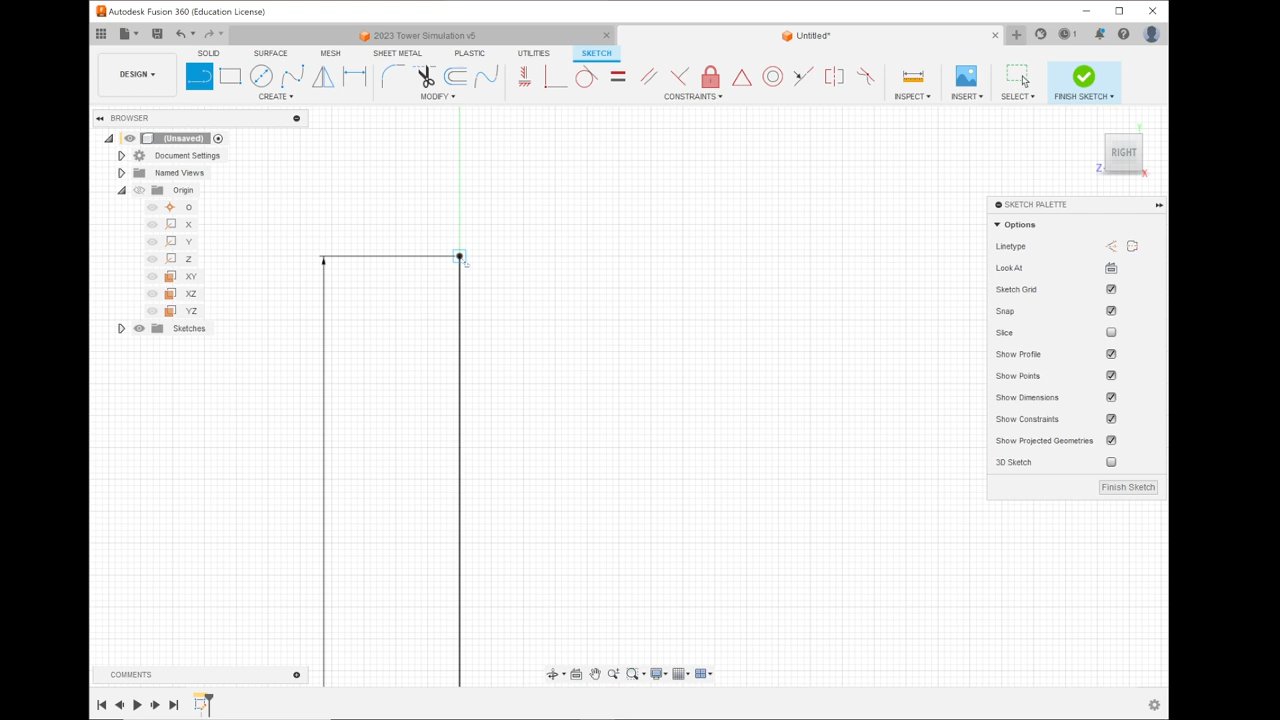 Autodesk Fusion 360 (Education License)
2023 Tower Simulation v5
Untitled*
1
DESIGN
SOLID
SURFACE
MESH
SHEET METAL
PLASTIC
UTILITIES
SKETCH
CREATE
MODIFY
CONSTRAINTS
INSPECT
INSERT
SELECT
FINISH SKETCH
BROWSER
(Unsaved)
Document Settings
Named Views
Origin
O
X
Y
Z
XY
XZ
YZ
Sketches
Y
RIGHT
Z
X
SKETCH PALETTE
Options
Linetype
Look At
Sketch Grid
Snap
Slice
Show Profile
Show Points
Show Dimensions
Show Constraints
Show Projected Geometries
3D Sketch
Finish Sketch
COMMENTS